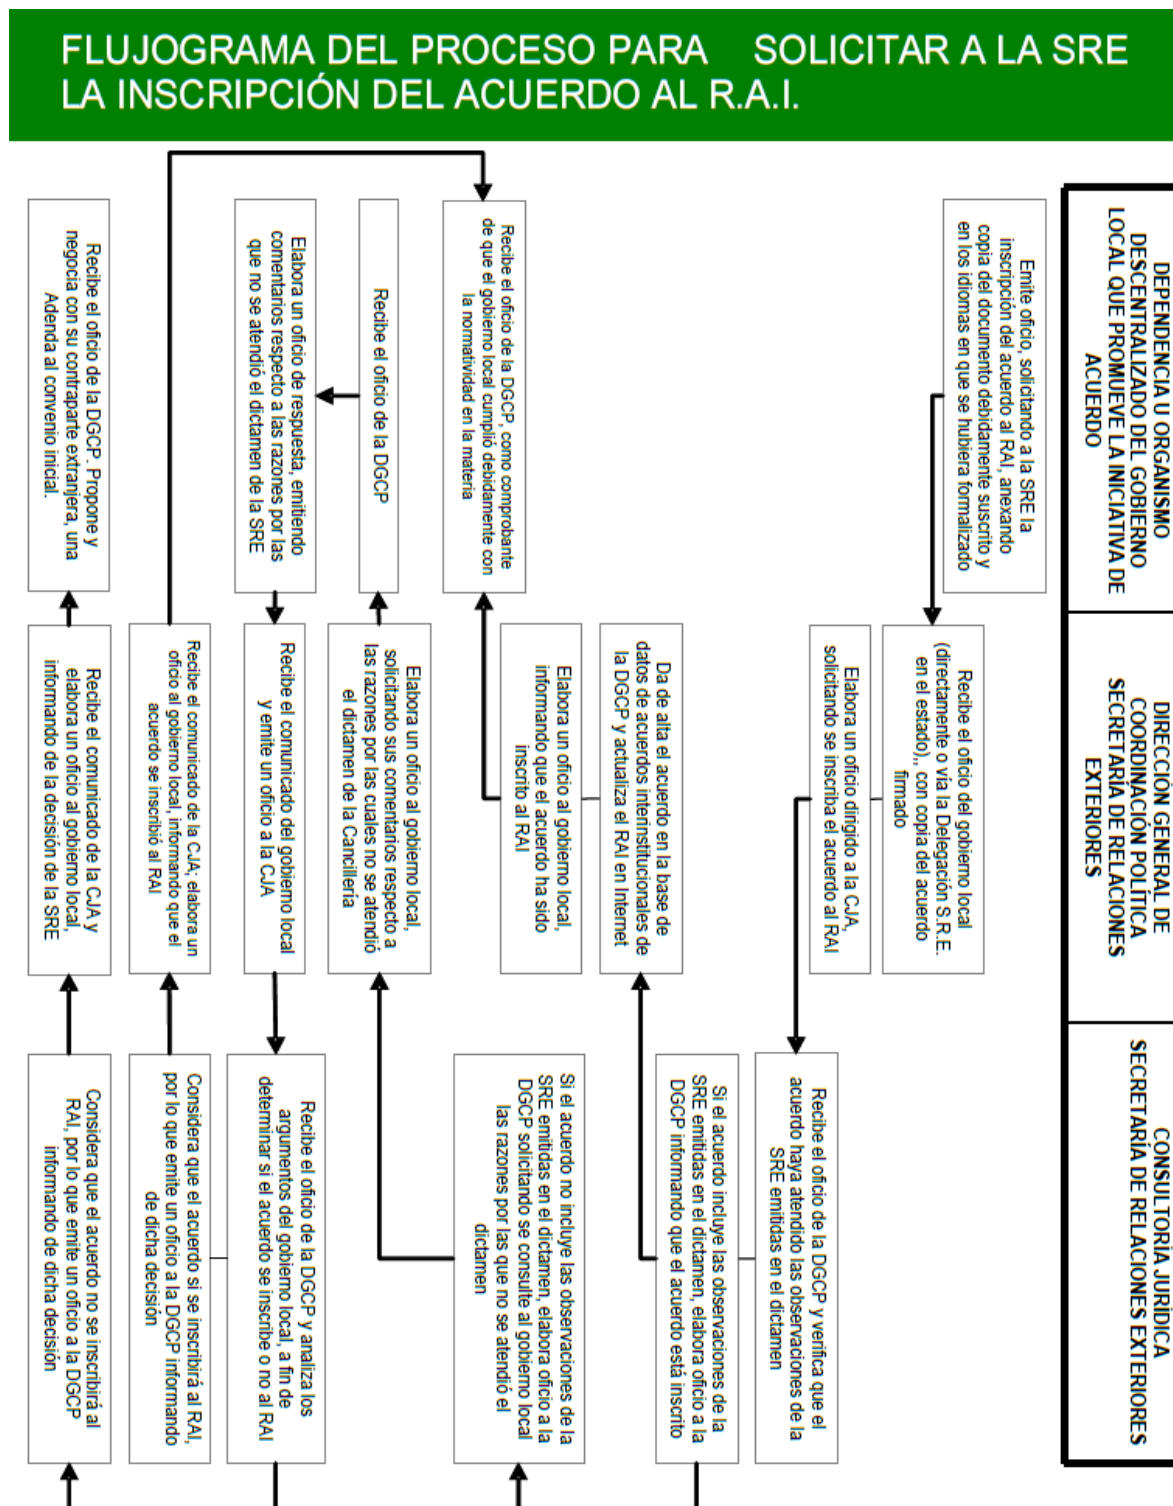 FLUJOGRAMA DEL PROCESO PARA SOLICITAR A LA SRE
LA INSCRIPCIÓN DEL ACUERDO AL R.A.I.
DEPENDENCIA U ORGANISMO
DESCENTRALIZADO DEL GOBIERNO
LOCAL QUE PROMUEVE LA INICIATIVA DE
ACUERDO
DIRECCIÓN GENERAL DE
COORDINACIÓN POLÍTICA
SECRETARÍA DE RELACIONES
EXTERIORES
CONSULTORÍA JURÍDICA
SECRETARÍA DE RELACIONES EXTERIORES
Emite oficio, solicitando a la SRE la
inscripción del acuerdo al RAI, anexando
copia del documento debidamente suscrito y
en los idiomas en que se hubiera formalizado
Recibe el oficio del gobierno local
(directamente o vía la Delegación S.R.E.
en el estado),, con copia del acuerdo
firmado
Elabora un oficio dirigido a la CJA,
solicitando se inscriba el acuerdo al RAI
Recibe el oficio de la DGCP y verifica que el
acuerdo haya atendido las observaciones de la
SRE emitidas en el dictamen
Si el acuerdo incluye las observaciones de la
SRE emitidas en el dictamen, elabora oficio a la
DGCP informando que el acuerdo está inscrito
Da de alta el acuerdo en la base de
datos de acuerdos interinstitucionales de
la DGCP y actualiza el RAI en Internet
Elabora un oficio al gobierno local,
informando que el acuerdo ha sido
inscrito al RAI
Recibe el oficio de la DGCP, como comprobante
de que el gobierno local cumplió debidamente con
la normatividad en la materia
Si el acuerdo no incluye las observaciones de la
SRE emitidas en el dictamen, elabora oficio a la
DGCP solicitando se consulte al gobierno local
las razones por las que no se atendió el
dictamen
Elabora un oficio al gobierno local,
solicitando sus comentarios respecto a
las razones por las cuales no se atendió
el dictamen de la Cancillería
Recibe el oficio de la DGCP
Elabora un oficio de respuesta, emitiendo
comentarios respecto a las razones por las
que no se atendió el dictamen de la SRE
Recibe el comunicado del gobierno local
y emite un oficio a la CJA
Recibe el oficio de la DGCP y analiza los
argumentos del gobierno local, a fin de
determinar si el acuerdo se inscribe o no al RAI
Considera que el acuerdo si se inscribirá al RAI,
por lo que emite un oficio a la DGCP informando
de dicha decisión
Recibe el comunicado de la CJA; elabora un
oficio al gobierno local, informando que el
acuerdo se inscribió al RAI
Considera que el acuerdo no se inscribirá al
RAI, por lo que emite un oficio a la DGCP
informando de dicha decisión
Recibe el comunicado de la CJA y
elabora un oficio al gobierno local,
informando de la decisión de la SRE
Recibe el oficio de la DGCP. Propone y
negocia con su contraparte extranjera, una
Adenda al convenio inicial.